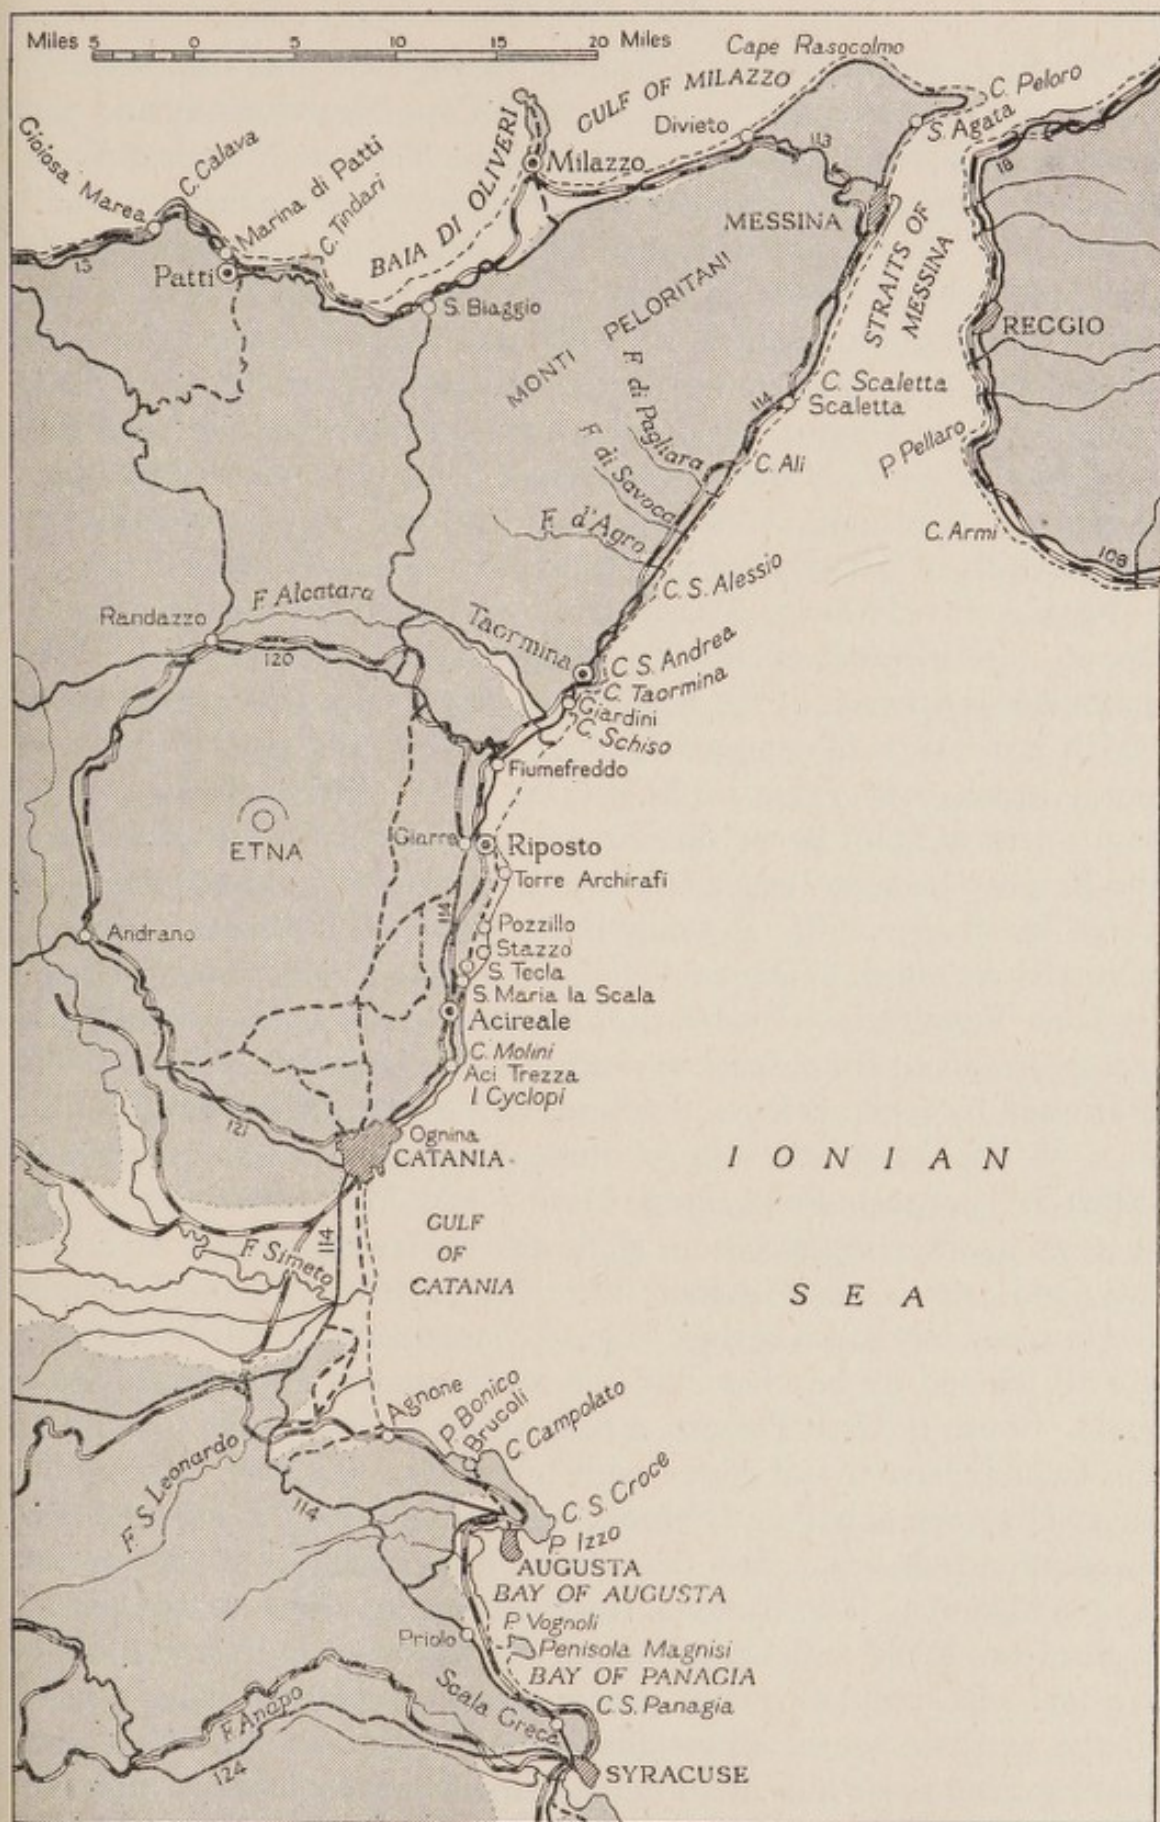 Miles 5 0 5 10 15 20 Miles
Cape Rasocolmo
GULF OF MILAZZO
C. Peloro
S. Agata
Divieto
113
18
Gioiosa Marea
C. Calava
Marina di Patti
C. Tindari
BAIA DI OLIVERI
Milazzo
MESSINA
STRAITS OF
MESSINA
13
Patti
S. Biaggio
MONTI PELORITANI
REGGIO
F. di Pagliara
C. Scaletta
Scaletta
114
F. di Savoca
C. Ali
P. Pellaro
F. d'Agro
C. Armi
106
C. S. Alessio
F. Alcatara
Randazzo
120
Taormina
C S. Andrea
C. Taormina
Giardini
C. Schiso
Fiumefreddo
ETNA
Giarre
Riposto
Torre Archirafi
114
Pozzillo
Andrano
Stazzo
S. Tecla
S. Maria la Scala
Acireale
C. Molini
Aci Trezza
I Cyclopi
121
Ognina
CATANIA
IONIAN
SEA
GULF
OF
CATANIA
114
F. Simeto
Agnone
P. Bonico
Brucoli
C. Campolato
F. S. Leonardo
114
C. S. Croce
P. Izzo
AUGUSTA
BAY OF AUGUSTA
P. Vognoli
Priolo
Penisola Magnisi
BAY OF PANAGIA
Scala Greca
C. S. Panagia
F. Anapo
124
SYRACUSE